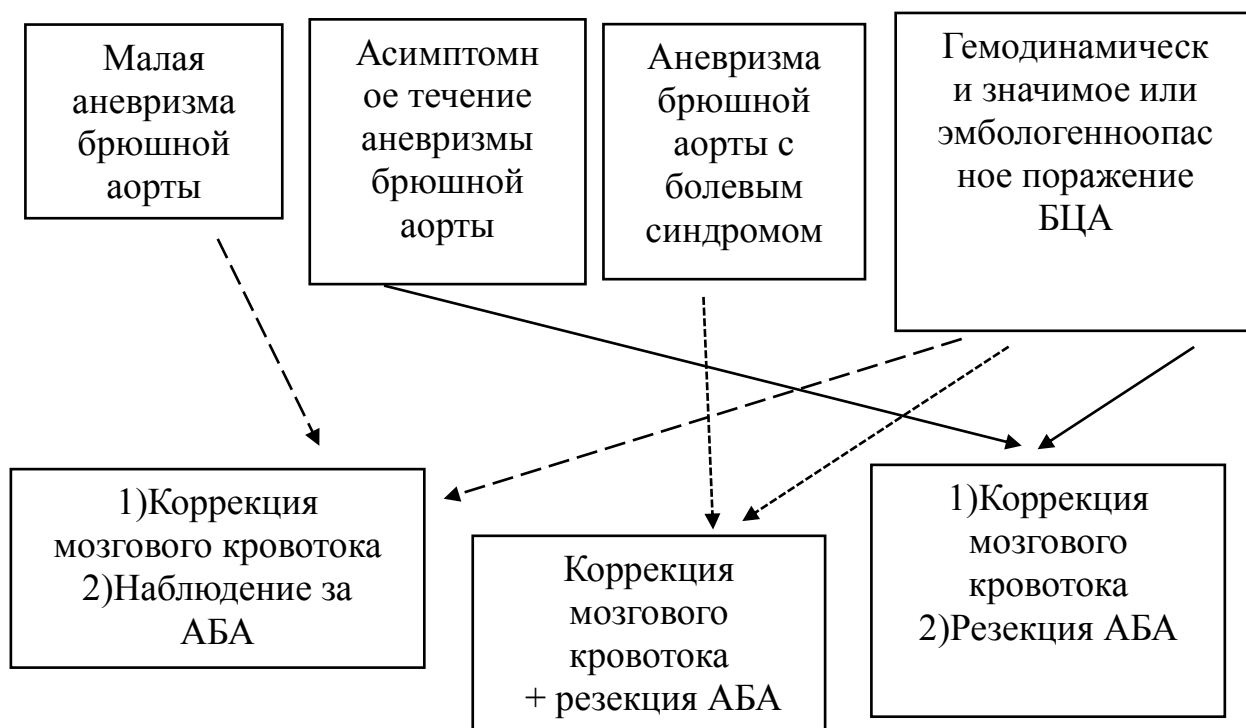 Малая
аневризма
брюшной
аорты
Асимптомн
ое течение
аневризмы
брюшной
аорты
Аневризма
брюшной
аорты с
болевым
синдромом
Гемодинамическ
и значимое или
эмбологенноопас
ное поражение
БЦА
1)Коррекция
мозгового кровотока
2)Наблюдение за
АБА
Коррекция
мозгового
кровотока
+ резекция АБА
1)Коррекция
мозгового
кровотока
2)Резекция АБА